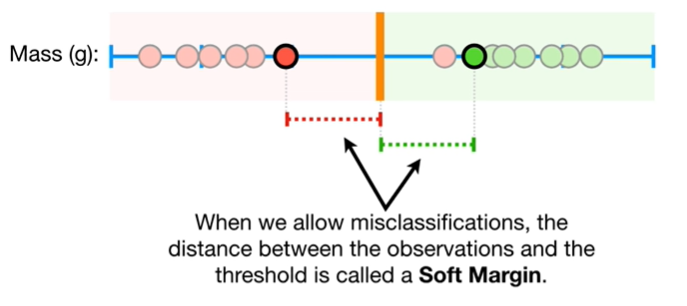 Mass (g):
When we allow misclassifications, the
distance between the observations and the
threshold is called a Soft Margin.